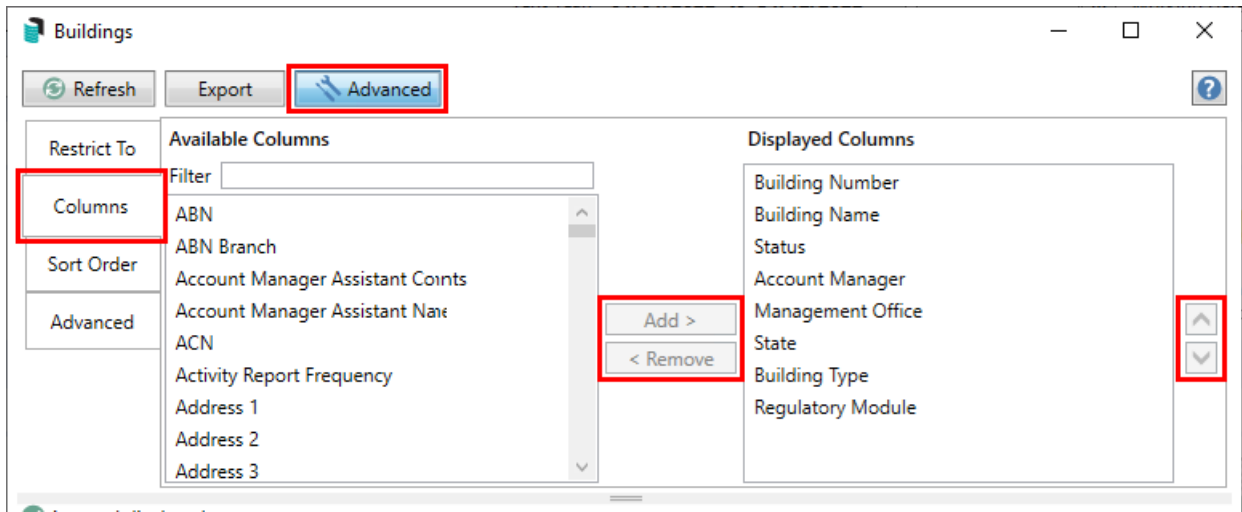 Buildings
Refresh Export Advanced
Restrict To
Columns
Sort Order
Advanced
Available Columns
Filter
ABN
ABN Branch
Account Manager Assistant
Account Manager Assistant
ACN
Activity Report Frequency
Address 1
Address 2
Address 3
Add >
< Remove
Displayed Columns
Building Number
Building Name
Status
Account Manager
Management Office
State
Building Type
Regulatory Module